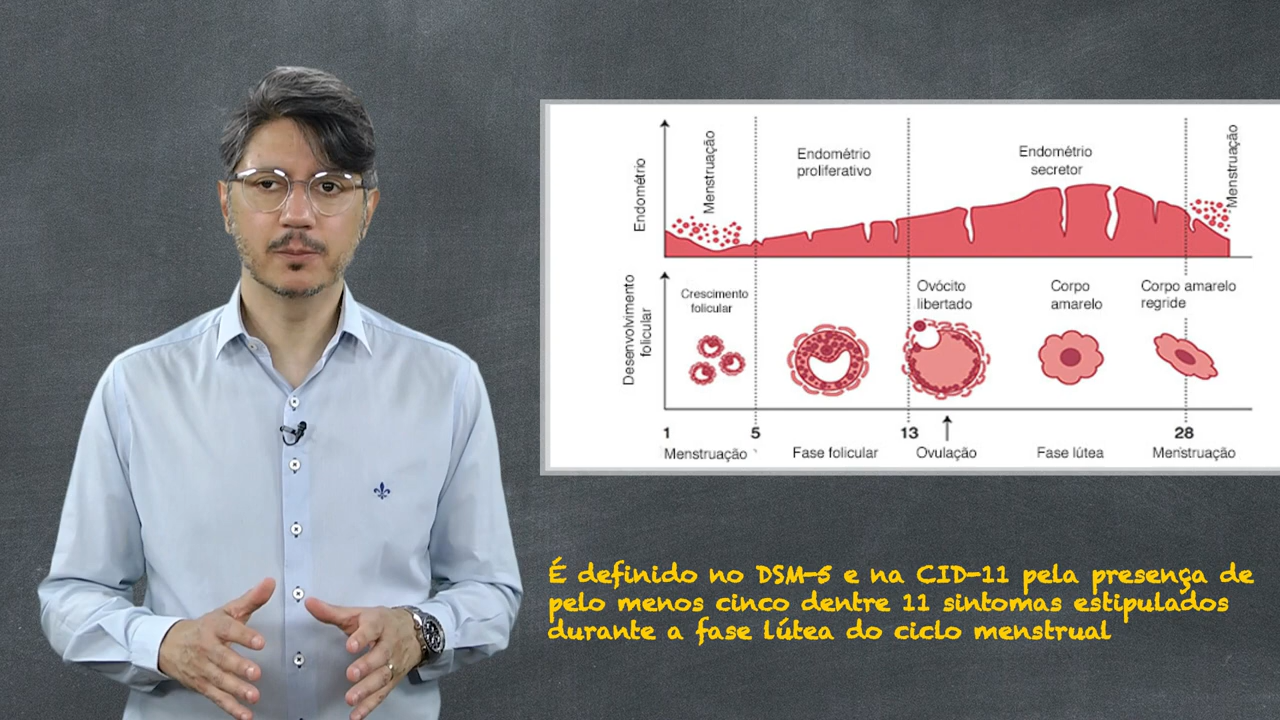 Endométrio
Menstruação
Endométrio
proliferativo
Endométrio
secretor
Menstruação
Desenvolvimento
folicular
Crescimento
folicular
Ovócito
libertado
Corpo
amarelo
Corpo amarelo
regride
1
5
13
28
Menstruação
Fase folicular
Ovulação
Fase lútea
Menstruação
É definido no DSM-5 e na CID-11 pela presença de
pelo menos cinco dentre 11 sintomas estipulados
durante a fase lútea do ciclo menstrual